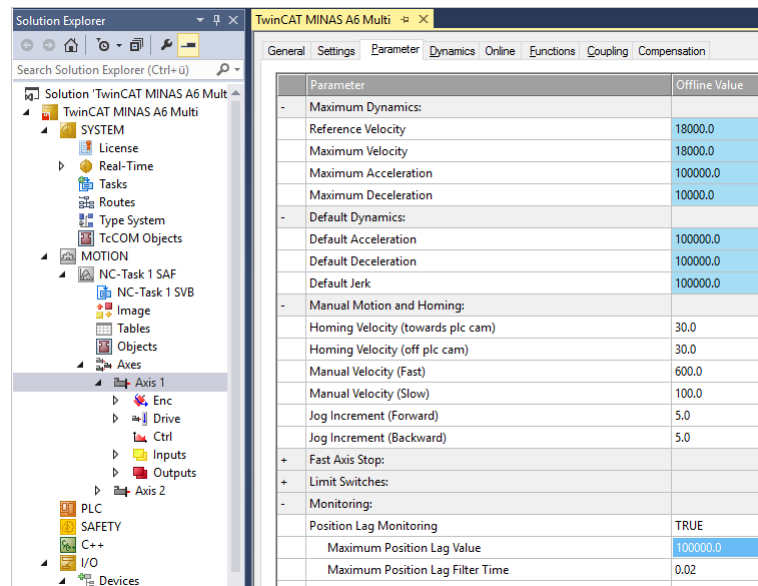 Solution Explorer
Search Solution Explorer (Ctrl+ü)
Solution 'TwinCAT MINAS A6 Mult
TwinCAT MINAS A6 Multi
SYSTEM
License
Real-Time
Tasks
Routes
Type System
TcCOM Objects
MOTION
NC-Task 1 SAF
NC-Task 1 SVB
Image
Tables
Objects
Axes
Axis 1
Enc
Drive
Ctrl
Inputs
Outputs
Axis 2
PLC
SAFETY
C++
I/O
Devices
TwinCAT MINAS A6 Multi
General Settings Parameter Dynamics Online Functions Coupling Compensation
Parameter Offline Value
- Maximum Dynamics:
Reference Velocity 18000.0
Maximum Velocity 18000.0
Maximum Acceleration 100000.0
Maximum Deceleration 10000.0
- Default Dynamics:
Default Acceleration 100000.0
Default Deceleration 100000.0
Default Jerk 100000.0
- Manual Motion and Homing:
Homing Velocity (towards plc cam) 30.0
Homing Velocity (off plc cam) 30.0
Manual Velocity (Fast) 600.0
Manual Velocity (Slow) 100.0
Jog Increment (Forward) 5.0
Jog Increment (Backward) 5.0
+ Fast Axis Stop:
+ Limit Switches:
- Monitoring:
Position Lag Monitoring TRUE
Maximum Position Lag Value 100000.0
Maximum Position Lag Filter Time 0.02